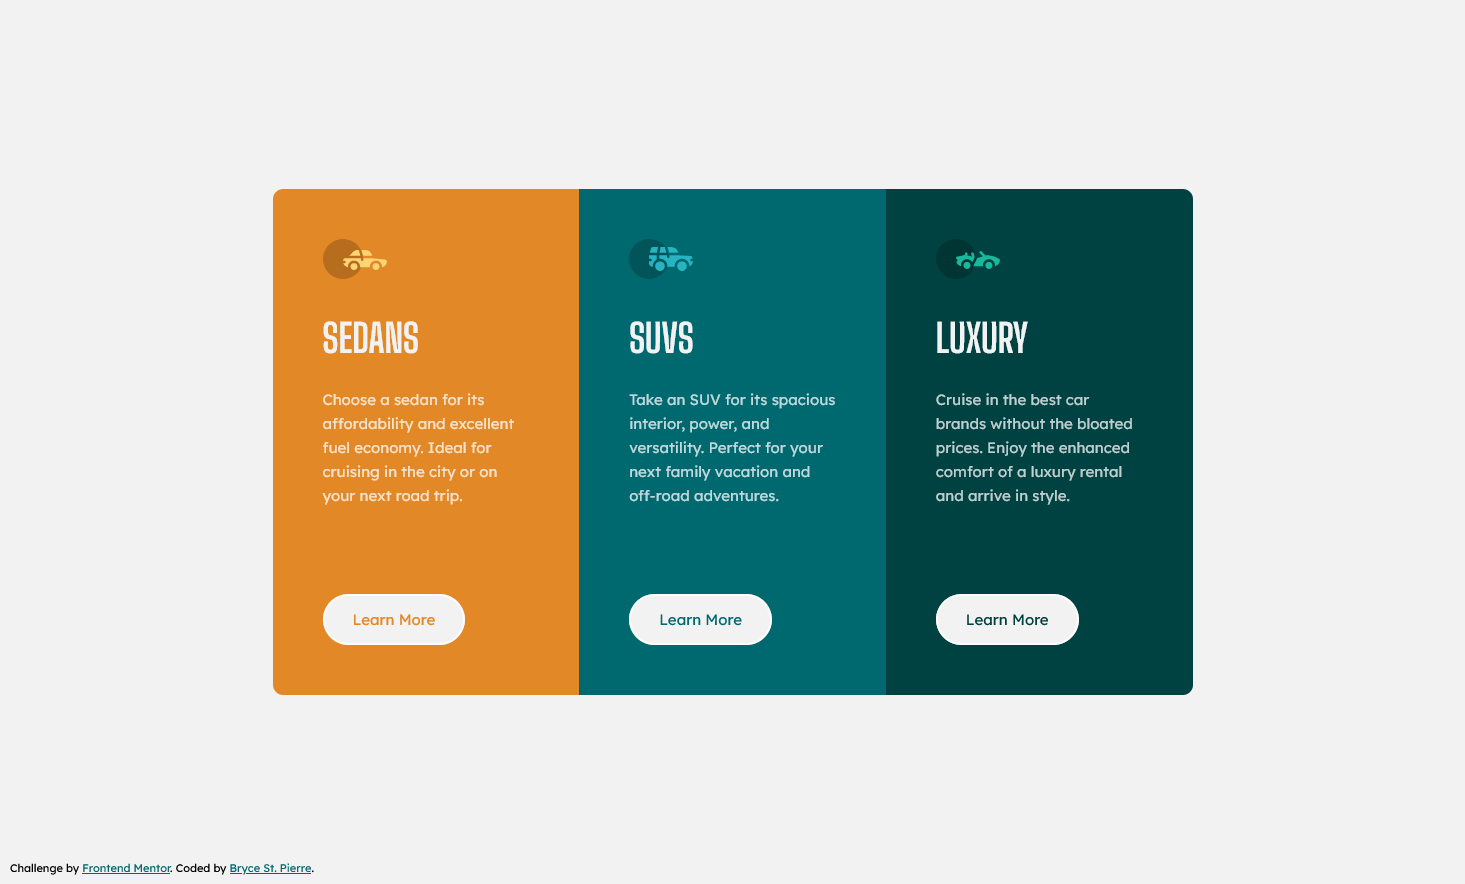 SEDANS
Choose a sedan for its
affordability and excellent
fuel economy. Ideal for
cruising in the city or on
your next road trip.
Learn More
SUVS
Take an SUV for its spacious
interior, power, and
versatility. Perfect for your
next family vacation and
off-road adventures.
Learn More
LUXURY
Cruise in the best car
brands without the bloated
prices. Enjoy the enhanced
comfort of a luxury rental
and arrive in style.
Learn More
Challenge by Frontend Mentor. Coded by Bryce St. Pierre.